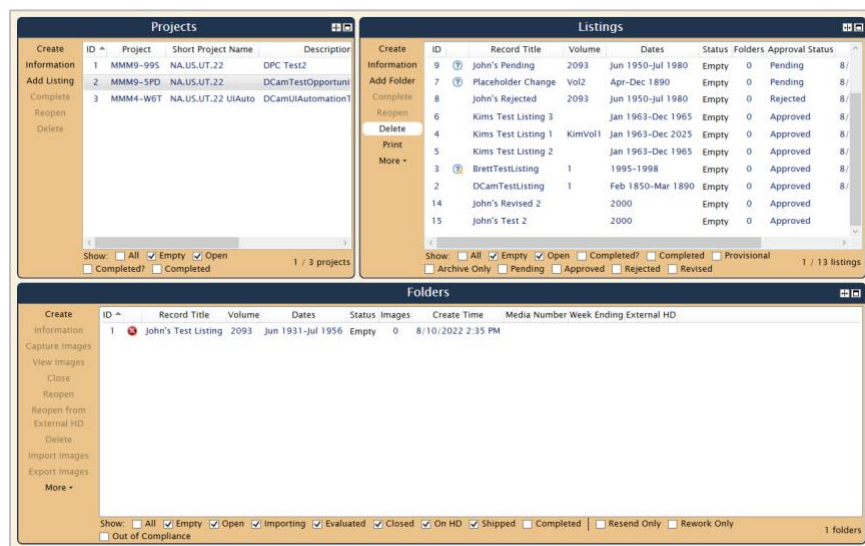 Projects
Create
Information
Add Listing
Complete
Reopen
Delete
ID Project Short Project Name Description
1 MMM9-99S NA.US.UT.22 DPC Test2
2 MMM9-5PD NA.US.UT.22 DCamTestOpportuni
3 MMM4-W6T NA.US.UT.22 UIAuto DCamUIAutomationT
Show: All Empty Open
Completed? Completed
1 / 3 projects
Listings
Create
Information
Add Folder
Complete
Reopen
Delete
Print
More
ID Record Title Volume Dates Status Folders Approval Status
9 John's Pending 2093 Jun 1950-Jul 1980 Empty 0 Pending 8/
7 Placeholder Change Vol2 Apr-Dec 1890 Empty 0 Pending 8/
8 John's Rejected 2093 Jun 1950-Jul 1980 Empty 0 Rejected 8/
6 Kims Test Listing 3 Jan 1963-Dec 1965 Empty 0 Approved 8/
4 Kims Test Listing 1 KimVol1 Jan 1963-Dec 2025 Empty 0 Approved 8/
5 Kims Test Listing 2 Jan 1963-Dec 1965 Empty 0 Approved 8/
3 BrettTestListing 1 1995-1998 Empty 0 Approved 8/
2 DCamTestListing 1 Feb 1850-Mar 1890 Empty 0 Approved 8/
14 John's Revised 2 2000 Empty 0 Approved
15 John's Test 2 2000 Empty 0 Approved
Show: All Empty Open Completed? Completed Provisional
Archive Only Pending Approved Rejected Revised
1 / 13 listings
Folders
Create
Information
Capture Images
View Images
Close
Reopen
Reopen from
External HD
Delete
Import Images
Export Images
More
ID Record Title Volume Dates Status Images Create Time Media Number Week Ending External HD
1 John's Test Listing 2093 Jun 1931-Jul 1956 Empty 0 8/10/2022 2:35 PM
Show: All Empty Open Importing Evaluated Closed On HD Shipped Completed Resend Only Rework Only
Out of Compliance
1 folders